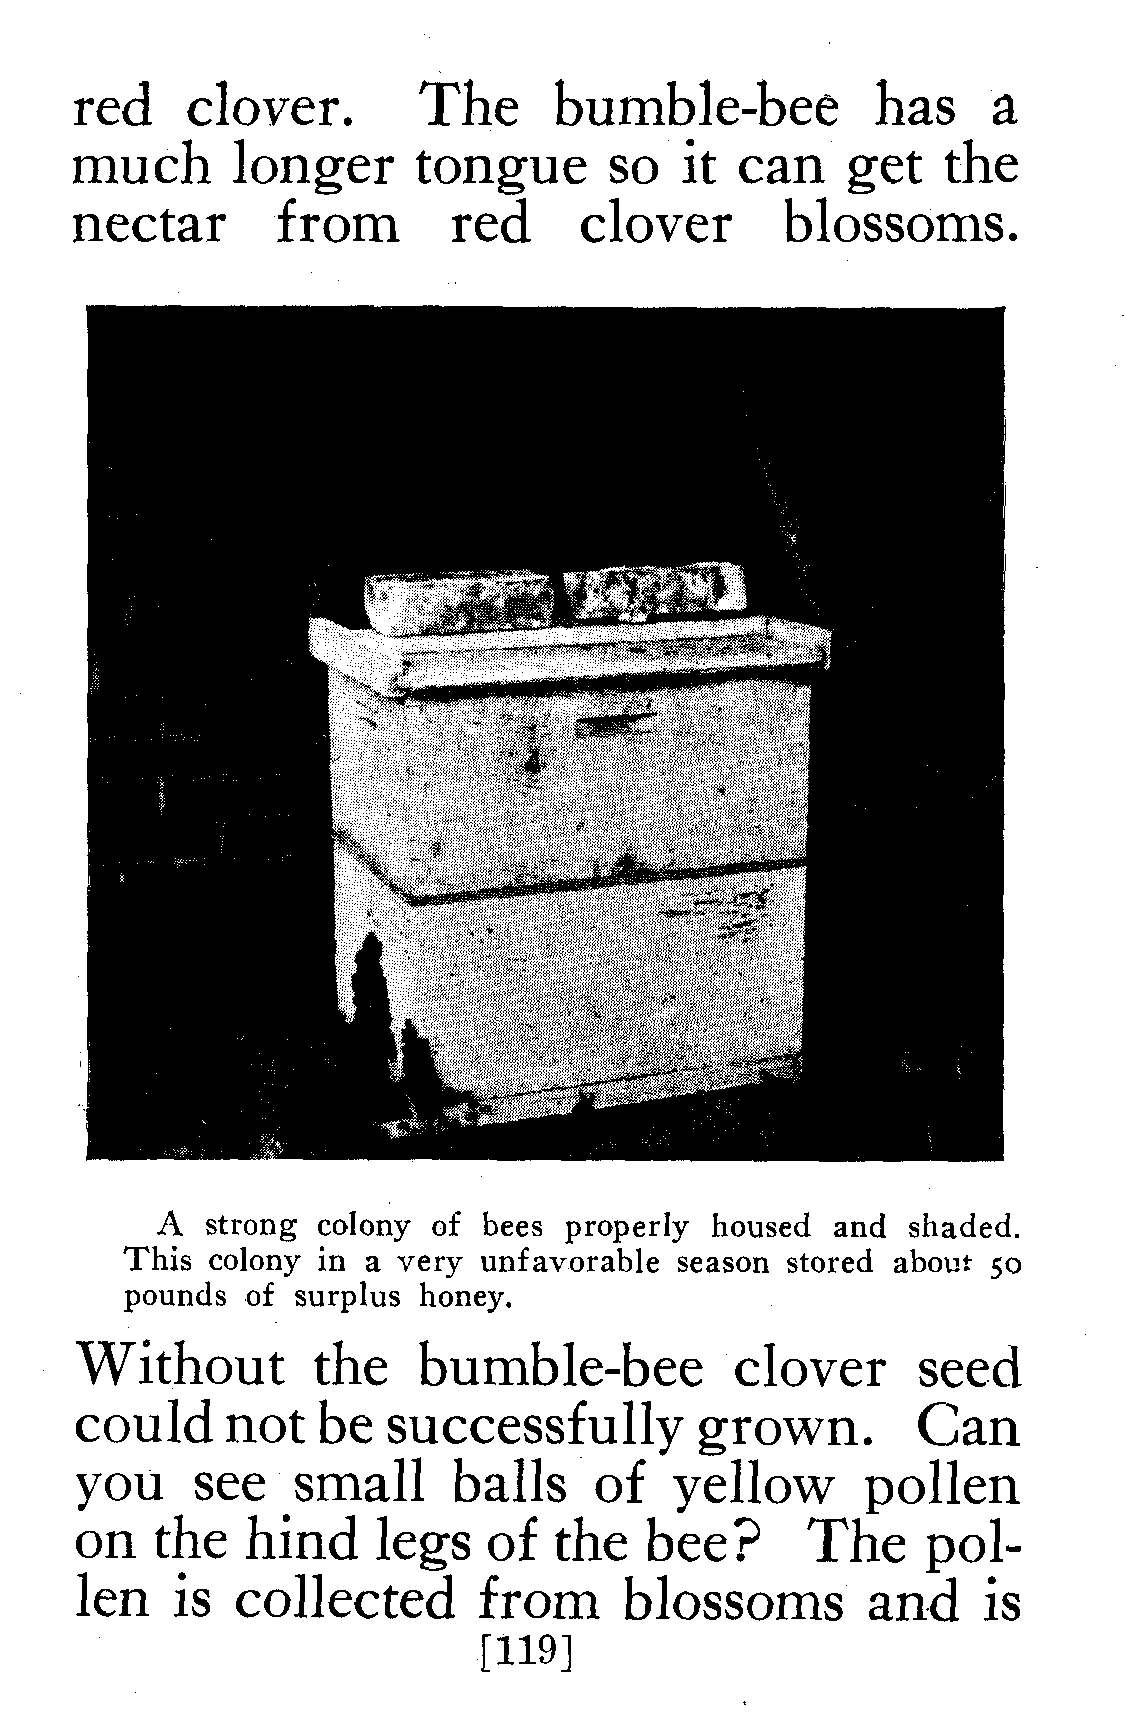 red clover. The bumble-bee has a
much longer tongue so it can get the
nectar from red clover blossoms.
A strong colony of bees properly housed and shaded.
This colony in a very unfavorable season stored about 50
pounds of surplus honey.
Without the bumble-bee clover seed
could not be successfully grown. Can
you see small balls of yellow pollen
on the hind legs of the bee? The pol-
len is collected from blossoms and is
[119]